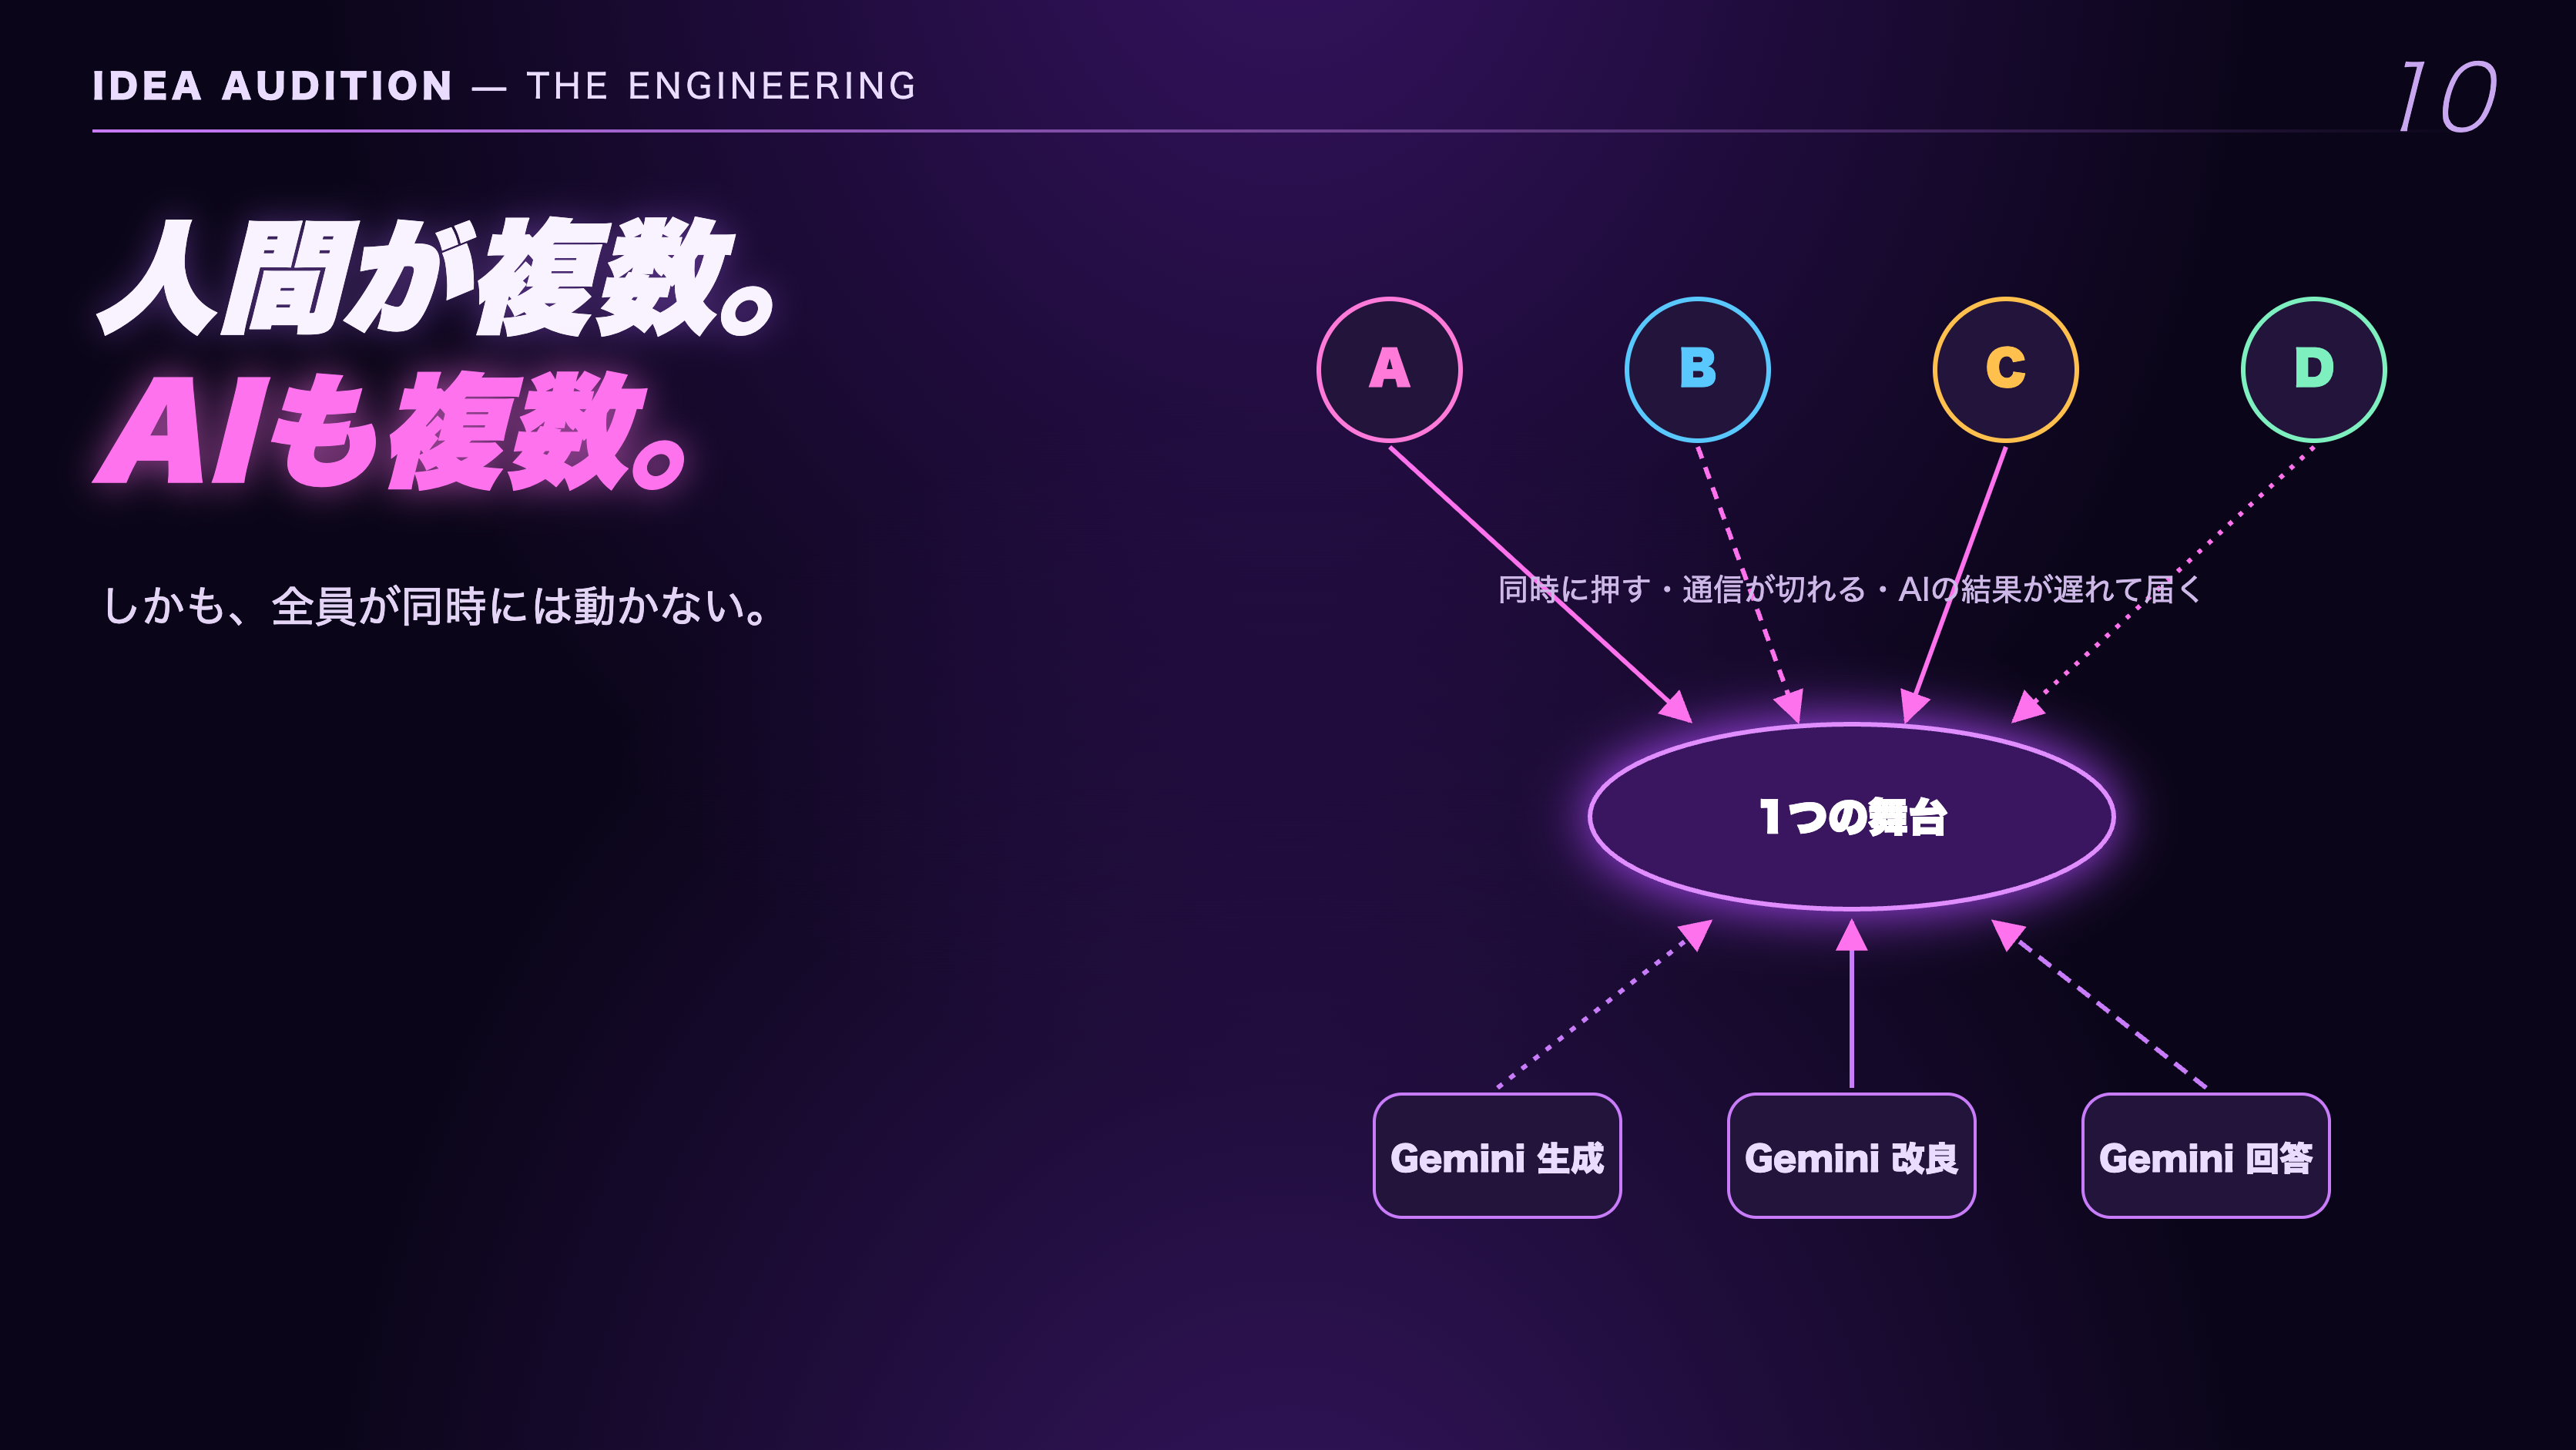 IDEA AUDITION — THE ENGINEERING
10
人間が複数。
AIも複数。
しかも、全員が同時には動かない。
A
B
C
D
同時に押す・通信が切れる・AIの結果が遅れて届く
1つの舞台
Gemini 生成
Gemini 改良
Gemini 回答